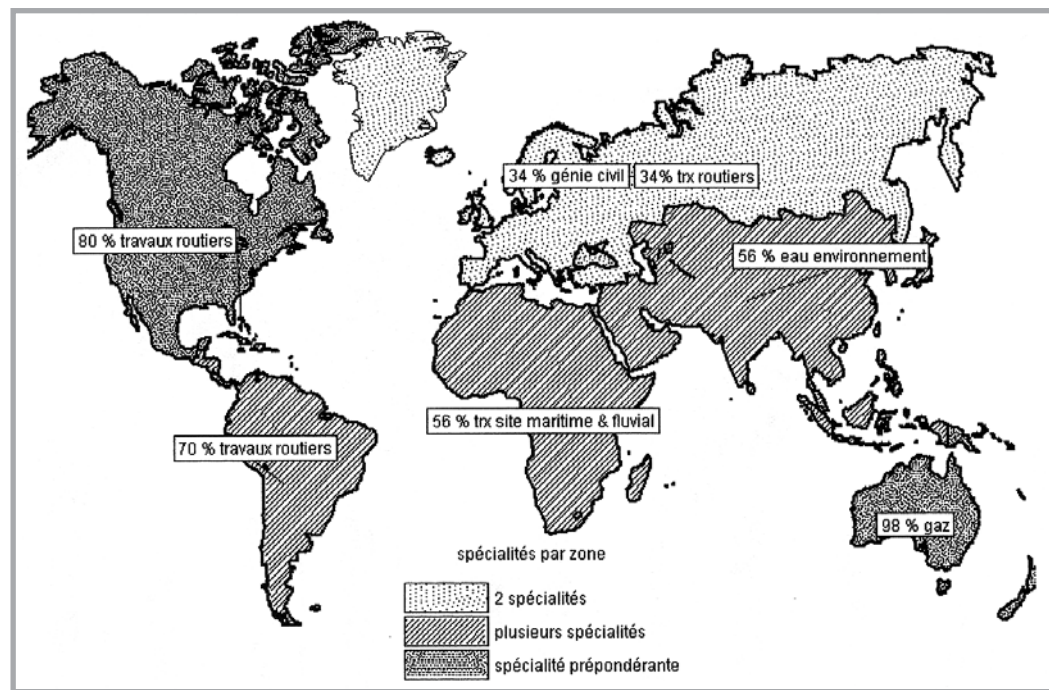 34 % génie civil
34% trx routiers
80 % travaux routiers
56 % eau environnement
56 % trx site maritime & fluvial
70 % travaux routiers
98 % gaz
spécialités par zone
2 spécialités
plusieurs spécialités
spécialité prépondérante